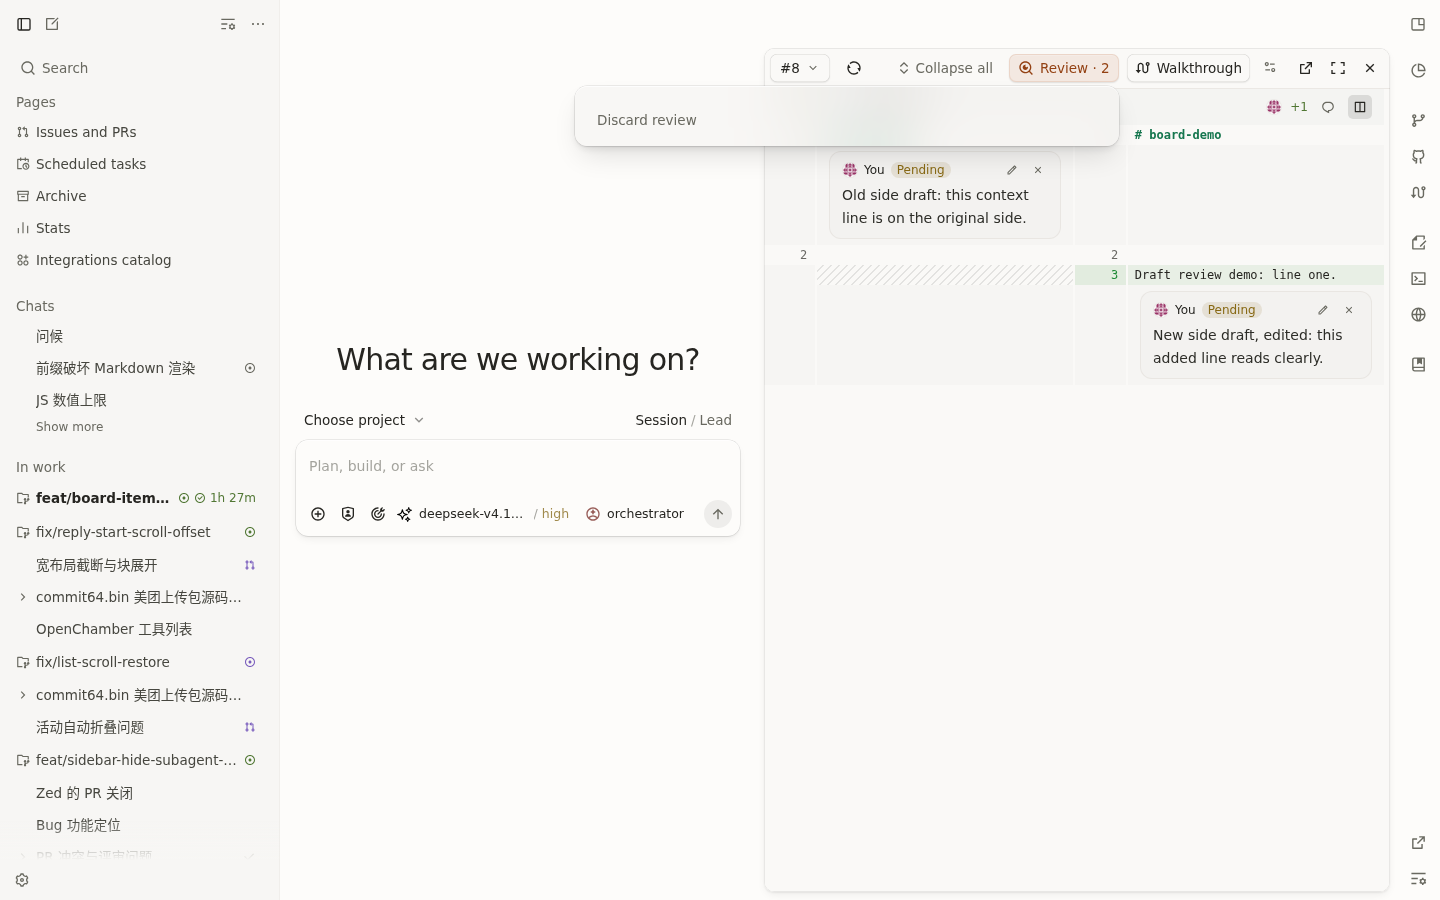 Search
Pages
Issues and PRs
Scheduled tasks
Archive
Stats
Integrations catalog
Chats
问候
前缀破坏 Markdown 渲染
JS 数值上限
Show more
In work
feat/board-item... 1h 27m
fix/reply-start-scroll-offset
宽布局截断与块展开
commit64.bin 美团上传包源码...
OpenChamber 工具列表
fix/list-scroll-restore
commit64.bin 美团上传包源码...
活动自动折叠问题
feat/sidebar-hide-subagent-...
Zed 的 PR 关闭
Bug 功能定位
PR 冲突与评审问题
What are we working on?
Choose project
Session / Lead
Plan, build, or ask
deepseek-v4.1... / high
orchestrator
#8
Collapse all
Review · 2
Walkthrough
Discard review
+1
# board-demo
You Pending
Old side draft: this context
line is on the original side.
2 2
3 Draft review demo: line one.
You Pending
New side draft, edited: this
added line reads clearly.